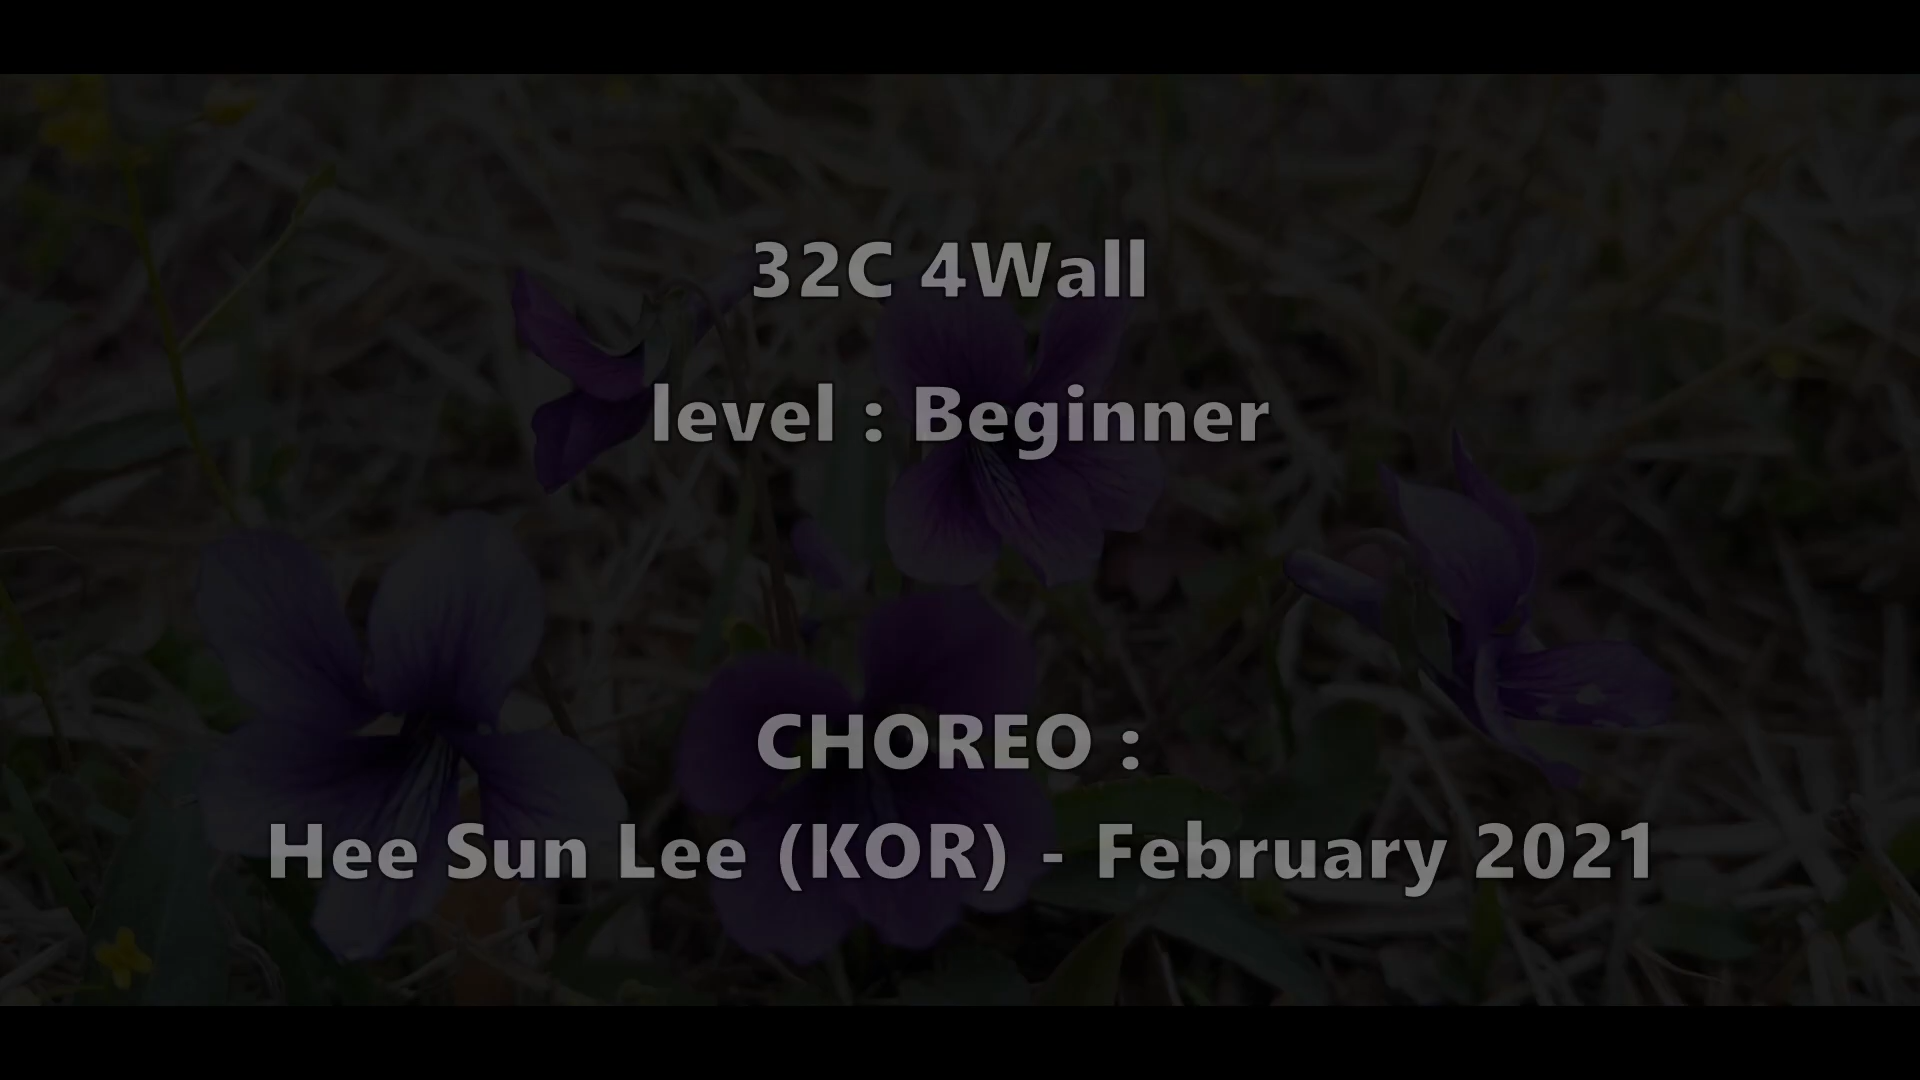 32C 4Wall
level : Beginner
CHOREO :
Hee Sun Lee (KOR) - February 2021